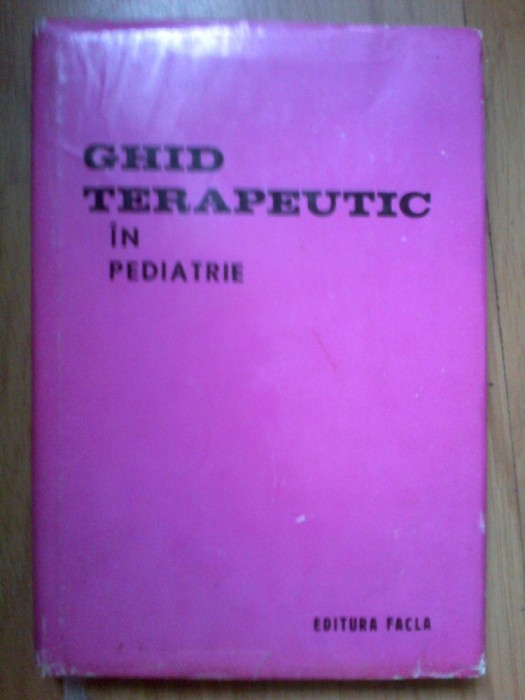 GHID
TERAPEUTIC
ÎN
PEDIATRIE
EDITURA FACLA